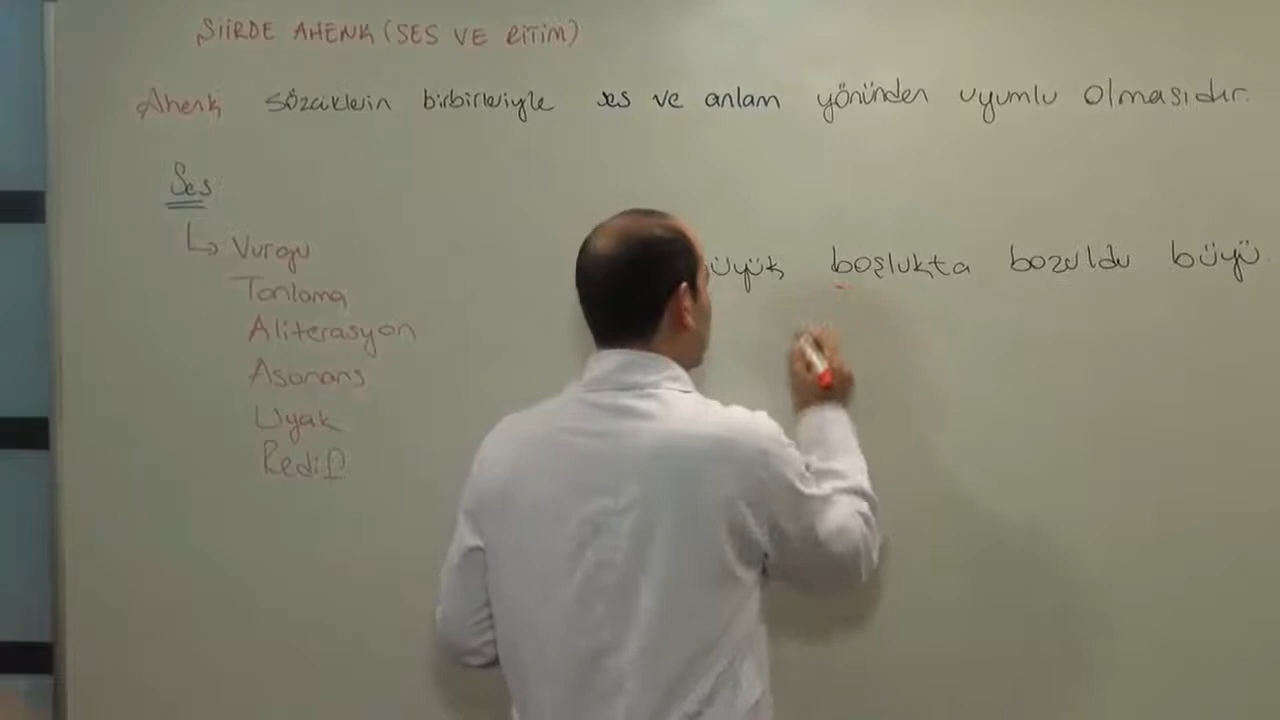 ŞİİRDE AHENK (SES VE RİTİM)
Ahenk sözcüklerin birbirleriyle ses ve anlam yönünden uyumlu olmasıdır.
Ses
↳ Vurgu
Tonlama
Aliterasyon
Asonans
Uyak
Redif
üyük boşlukta bozuldu büyü.